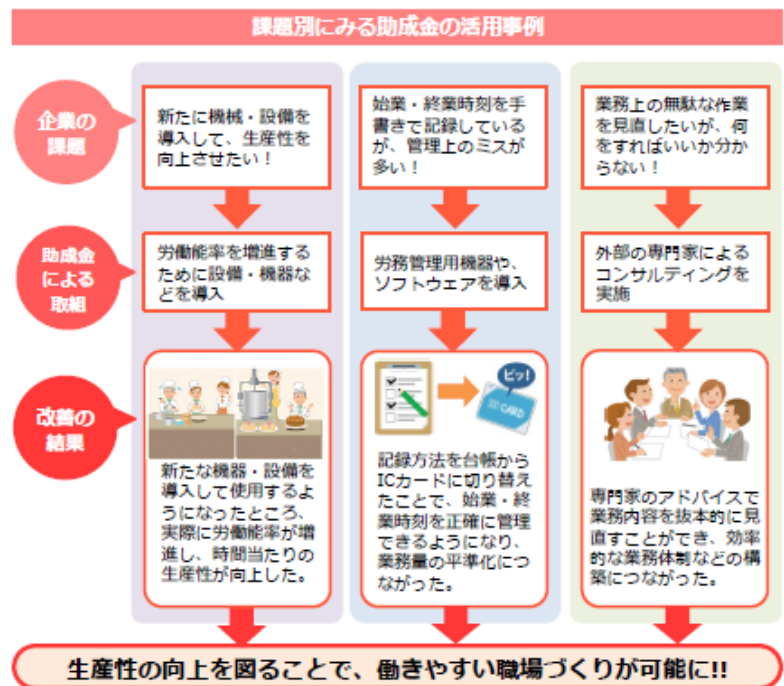 課題別にみる助成金の活用事例
企業の
課題
新たに機械・設備を
導入して、生産性を
向上させたい！
始業・終業時刻を手
書きで記録している
が、管理上のミスが
多い！
業務上の無駄な作業
を見直したいが、何
をすればいいか分か
らない！
助成金
による
取組
労働能率を増進する
ために設備・機器な
どを導入
労務管理用機器や、
ソフトウェアを導入
外部の専門家による
コンサルティングを
実施
改善の
結果
新たな機器・設備を
導入して使用するよ
うになったところ、
実際に労働能率が増
進し、時間当たりの
生産性が向上した。
ピッ！
ID CARD
記録方法を台帳から
ICカードに切り替え
たことで、始業・終
業時刻を正確に管理
できるようになり、
業務量の平準化につ
ながった。
専門家のアドバイスで
業務内容を抜本的に見
直すことができ、効率
的な業務体制などの構
築につながった。
生産性の向上を図ることで、働きやすい職場づくりが可能に!!